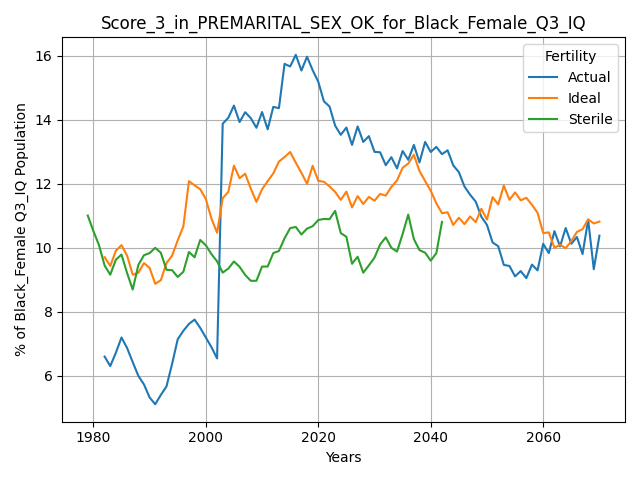 Score_3_in_PREMARITAL_SEX_OK_for_Black_Female_Q3_IQ
Fertility
Actual
Ideal
Sterile
% of Black_Female Q3_IQ Population
16
14
12
10
8
6
1980 2000 2020 2040 2060
Years